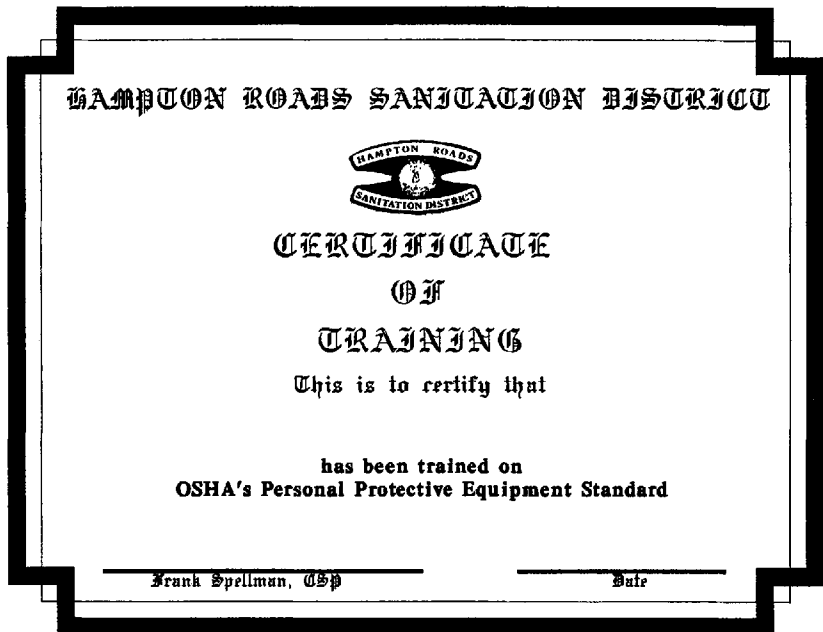 HAMPTON ROADS SANITATION DISTRICT
HAMPTON ROADS
SANITATION DISTRICT
CERTIFICATE
OF
TRAINING
This is to certify that
has been trained on
OSHA's Personal Protective Equipment Standard
Frank Spellman, CSP
Date